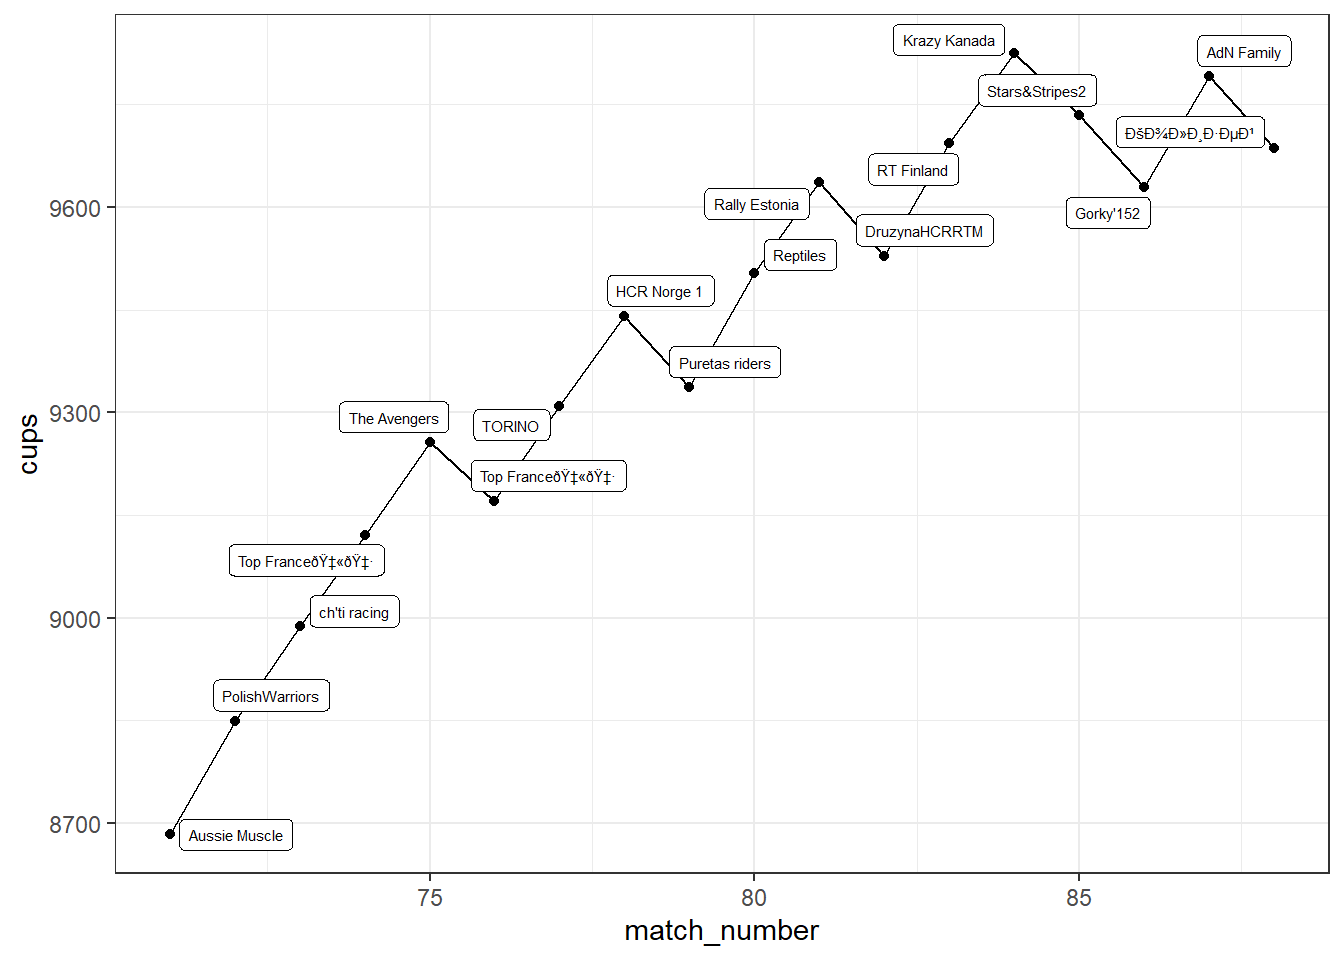 Krazy Kanada
AdN Family
Stars&Stripes2
ÐšÐ¾Ð»Ð¸Ð·ÐµÐ¹
RT Finland
9600
Rally Estonia
Gorky'152
DruzynaHCRRTM
Reptiles
HCR Norge 1
Puretas riders
The Avengers
9300
TORINO
cups
Top FranceðŸ‡«ðŸ‡·
Top FranceðŸ‡«ðŸ‡·
ch'ti racing
9000
PolishWarriors
8700
Aussie Muscle
75
80
85
match_number